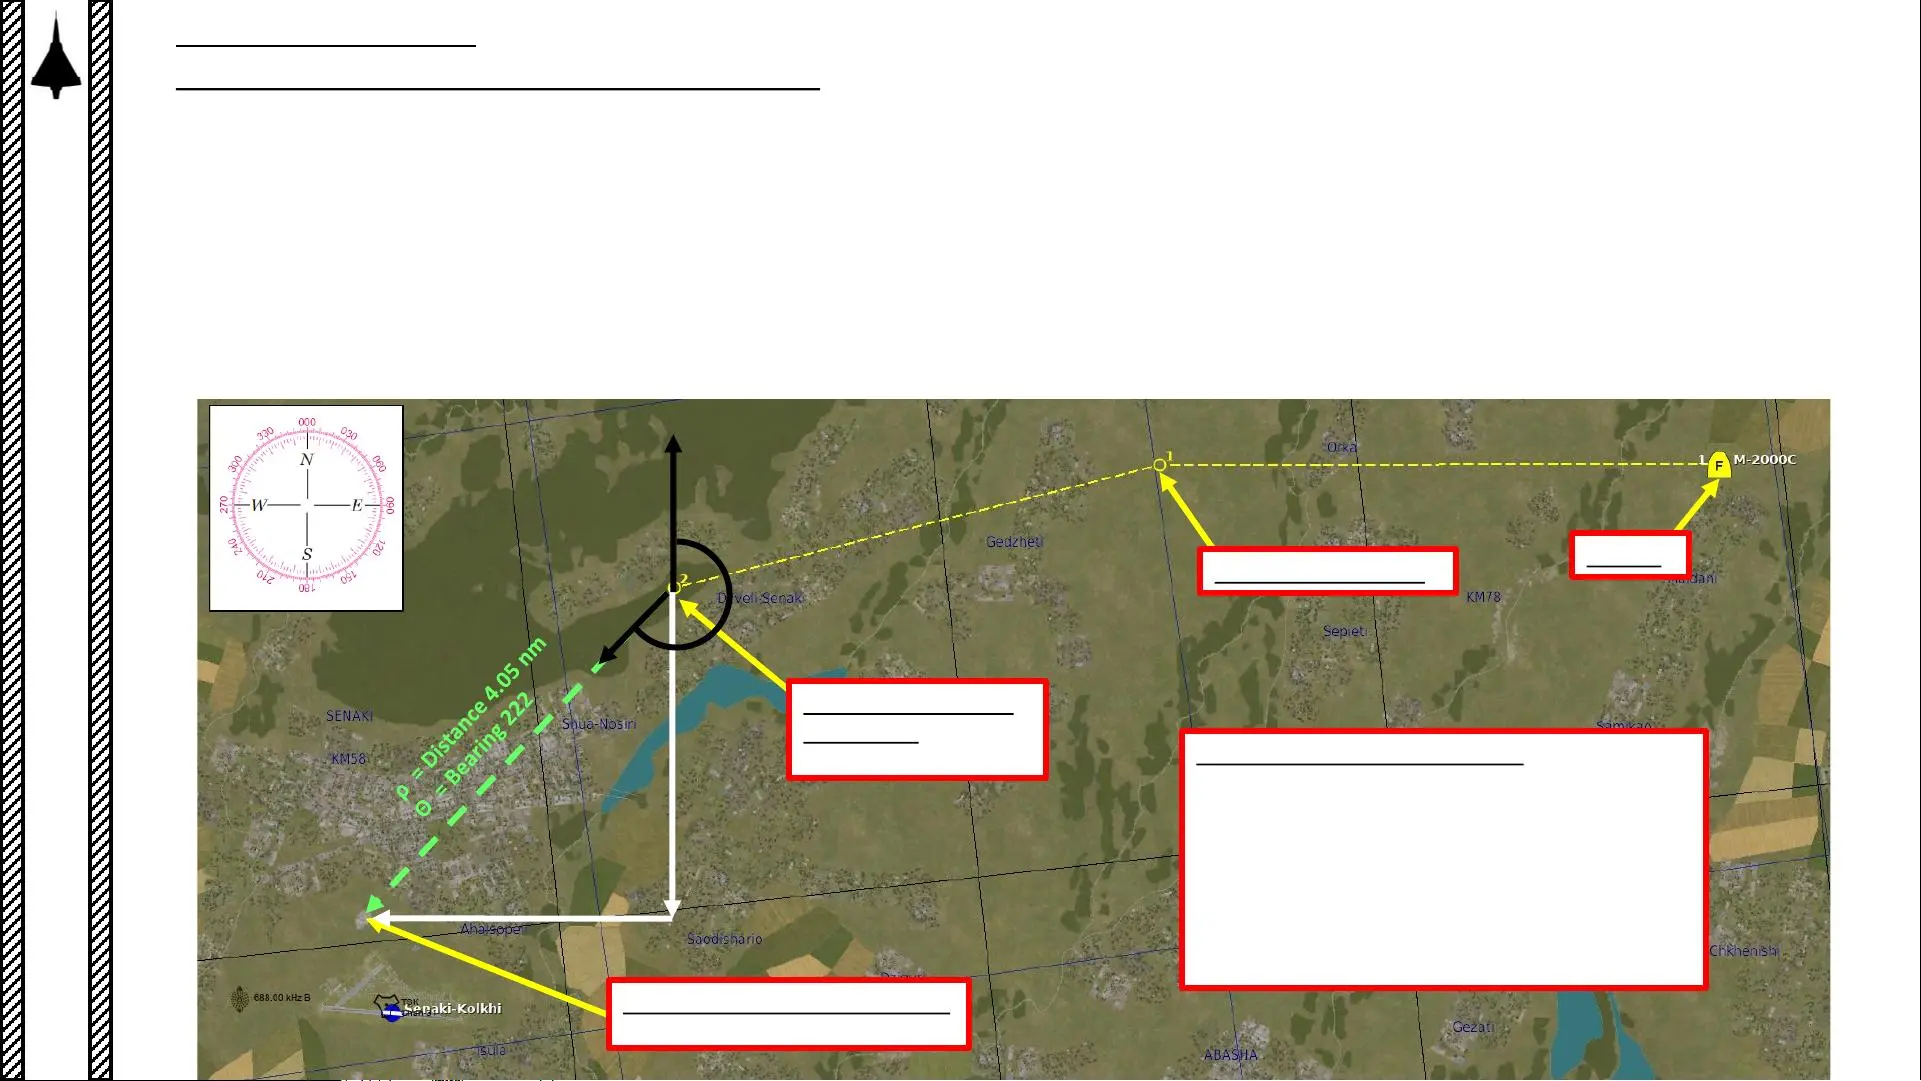 000
030
060
090
120
150
180
210
240
270
300
330
N
E
S
W
Orka
1
1
F
M-2000C
Gedzheti
2
Dzveli-Senaki
KM78
Sepieti
ρ = Distance 4.05 nm
Θ = Bearing 222
SENAKI
Shua-Nosiri
KM58
Samikao
Ahalsopeli
Saodishario
Chkhenishi
688.00 kHz B
Senaki-Kolkhi
Isula
Gezati
ABASHA